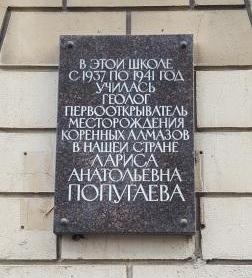 В ЭТОЙ ШКОЛЕ
С 1937 ПО 1941 ГОД
УЧИЛАСЬ
ГЕОЛОГ
ПЕРВООТКРЫВАТЕЛЬ
МЕСТОРОЖДЕНИЯ
КОРЕННЫХ АЛМАЗОВ
В НАШЕЙ СТРАНЕ
ЛАРИСА
АНАТОЛЬЕВНА
ПОПУГАЕВА